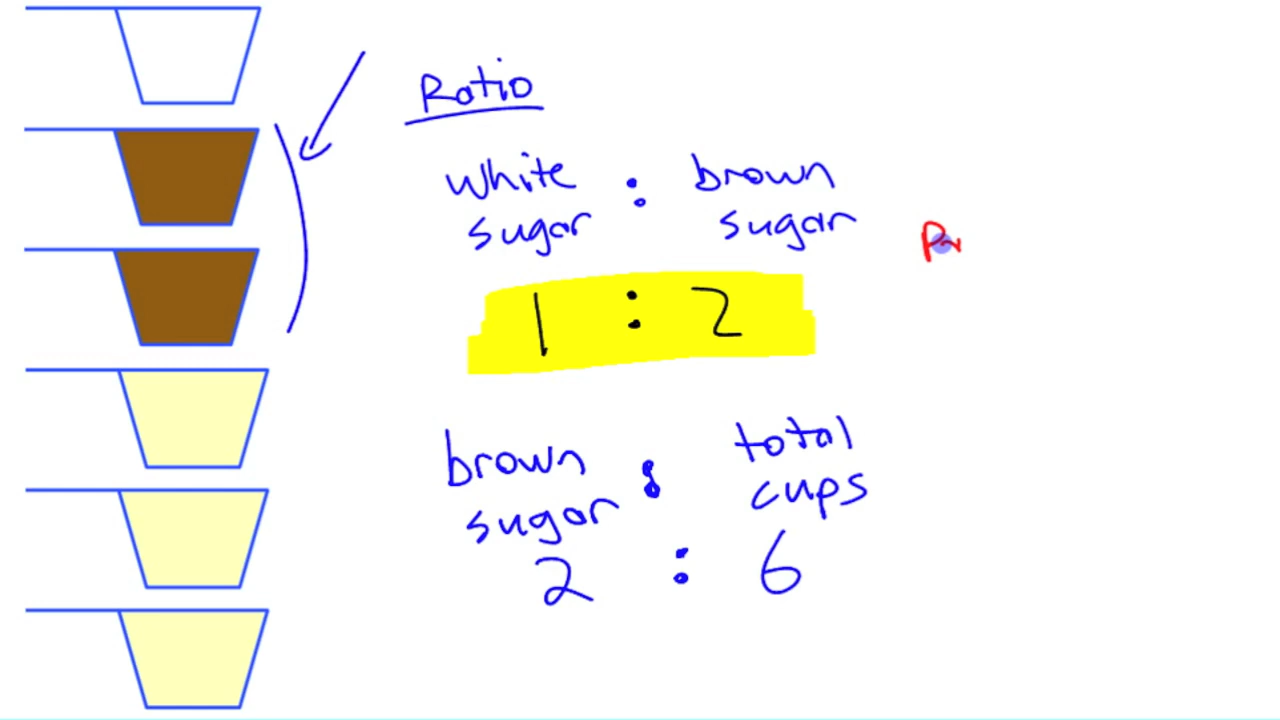 Ratio
white : brown
sugar sugar
1 : 2
brown : total
sugar cups
2 : 6